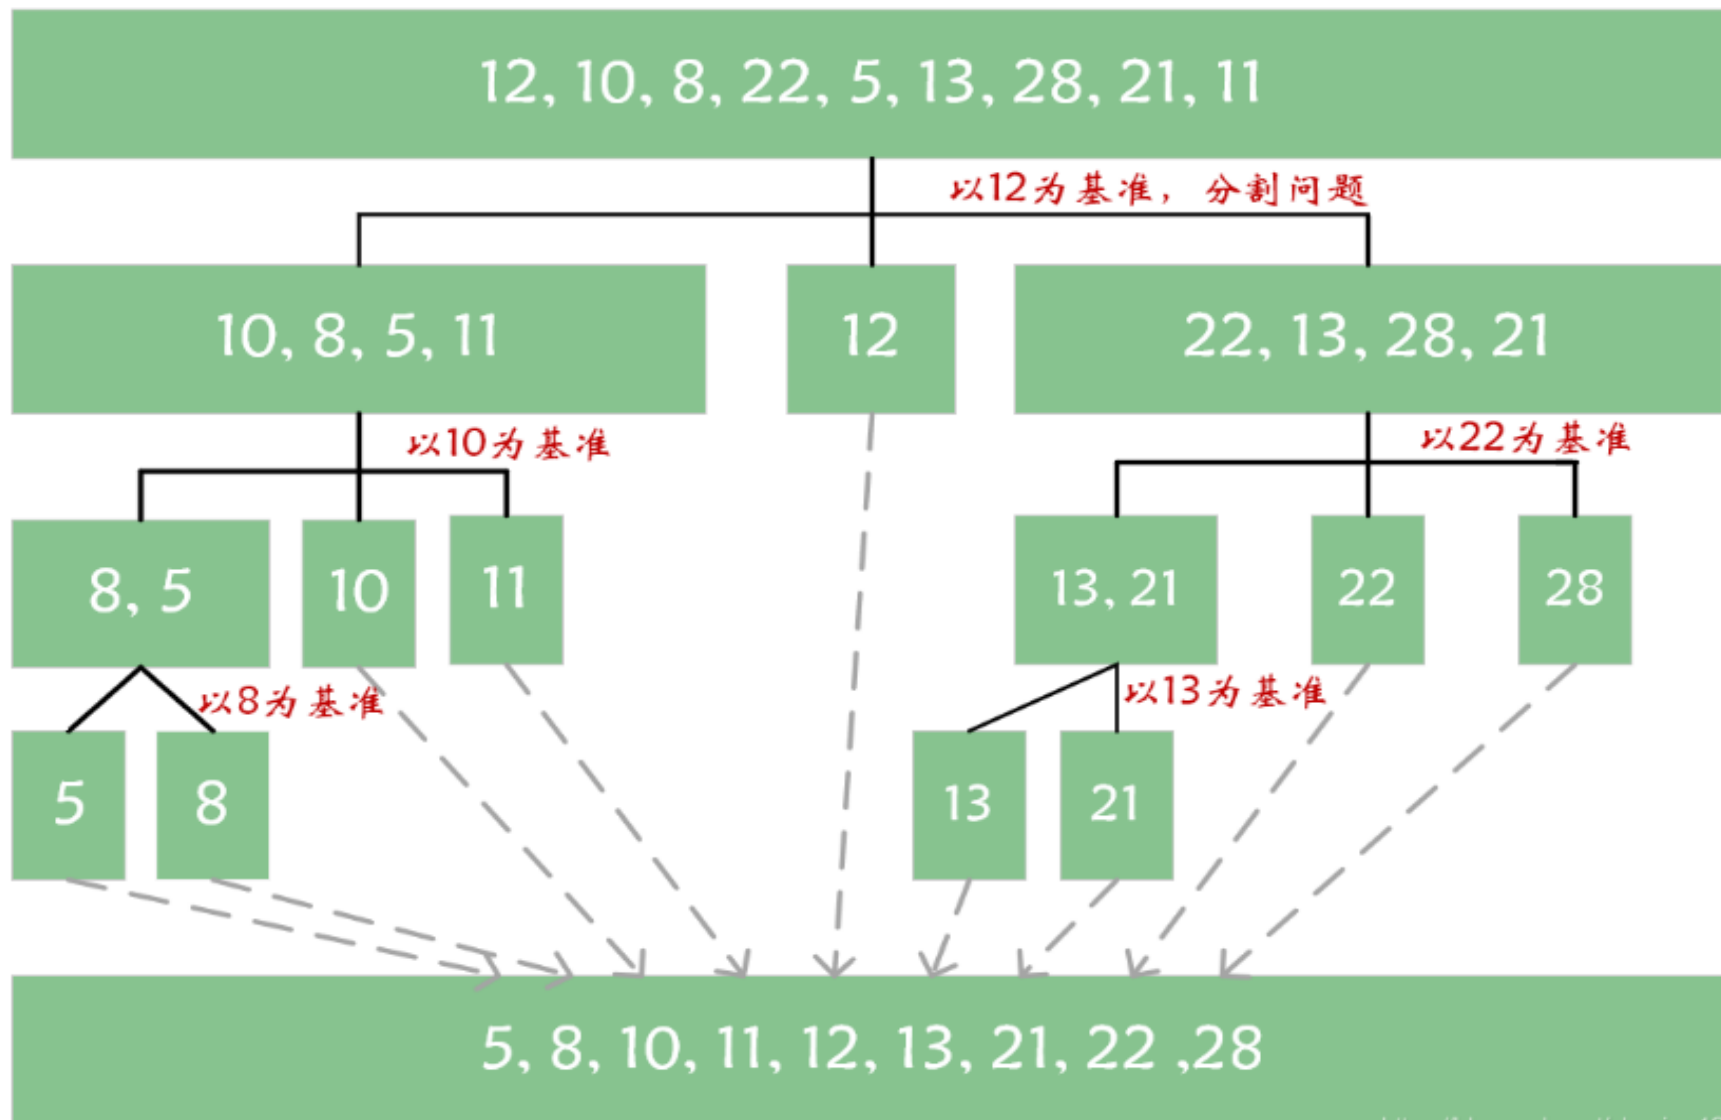 12, 10, 8, 22, 5, 13, 28, 21, 11
以12为基准，分割问题
10, 8, 5, 11
12
22, 13, 28, 21
以10为基准
以22为基准
8, 5
10
11
13, 21
22
28
以8为基准
以13为基准
5
8
13
21
5, 8, 10, 11, 12, 13, 21, 22 ,28